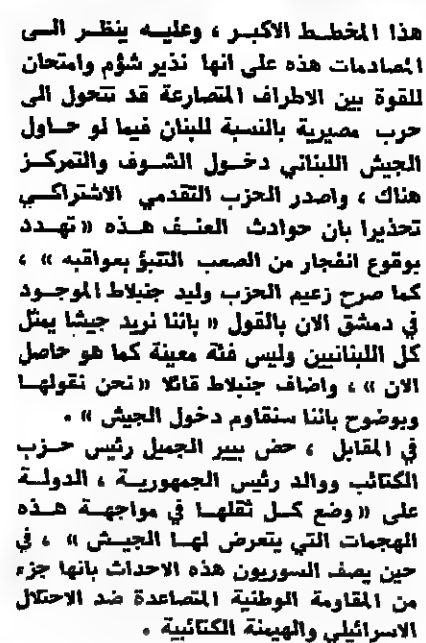 هذا المخطط الاكبر ، وعليه ينظر الى
المصادمات هذه على انها نذير شؤم وامتحان
للقوة بين الاطراف المتصارعة قد تتحول الى
حرب مصيرية بالنسبة للبنان فيما لو حاول
الجيش اللبناني دخول الشوف والتمركز
هناك ، واصدر الحزب التقدمي الاشتراكي
تحذيرا بان حوادث العنف هذه « تهدد
بوقوع انفجار من الصعب التنبؤ بعواقبه » ،
كما صرح زعيم الحزب وليد جنبلاط الموجود
في دمشق الان بالقول « باننا نريد جيشا يمثل
كل اللبنانيين وليس فئة معينة كما هو حاصل
الان » ، واضاف جنبلاط قائلا « نحن نقولها
وبوضوح باننا سنقاوم دخول الجيش » .
في المقابل ، حض بيير الجميل رئيس حزب
الكتائب ووالد رئيس الجمهورية ، الدولة
على « وضع كل ثقلها في مواجهة هذه
الهجمات التي يتعرض لها الجيش » ، في
حين يصف السوريون هذه الاحداث بانها جزء
من المقاومة الوطنية المتصاعدة ضد الاحتلال
الاسرائيلي والهيمنة الكتائبية .